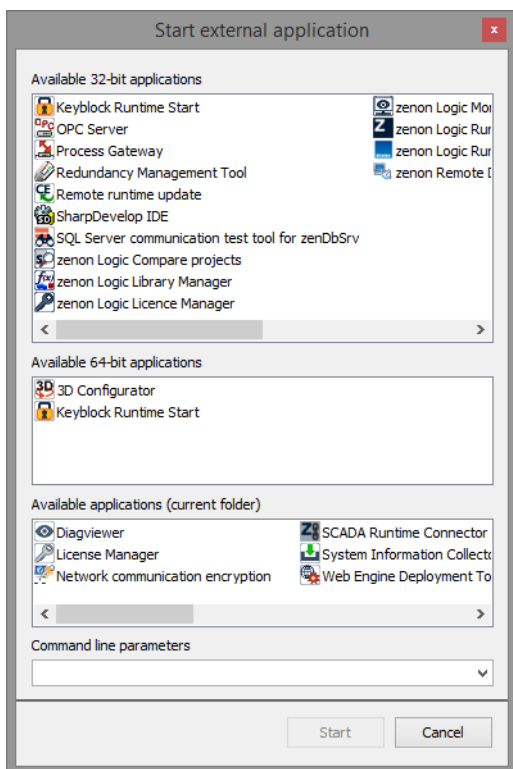 Start external application
Available 32-bit applications
Keyblock Runtime Start
OPC Server
Process Gateway
Redundancy Management Tool
Remote runtime update
SharpDevelop IDE
SQL Server communication test tool for zenDbSrv
zenon Logic Compare projects
zenon Logic Library Manager
zenon Logic Licence Manager
zenon Logic Mo
zenon Logic Rur
zenon Logic Rur
zenon Remote
Available 64-bit applications
3D Configurator
Keyblock Runtime Start
Available applications (current folder)
Diagviewer
License Manager
Network communication encryption
SCADA Runtime Connector
System Information Collect
Web Engine Deployment To
Command line parameters
Start
Cancel